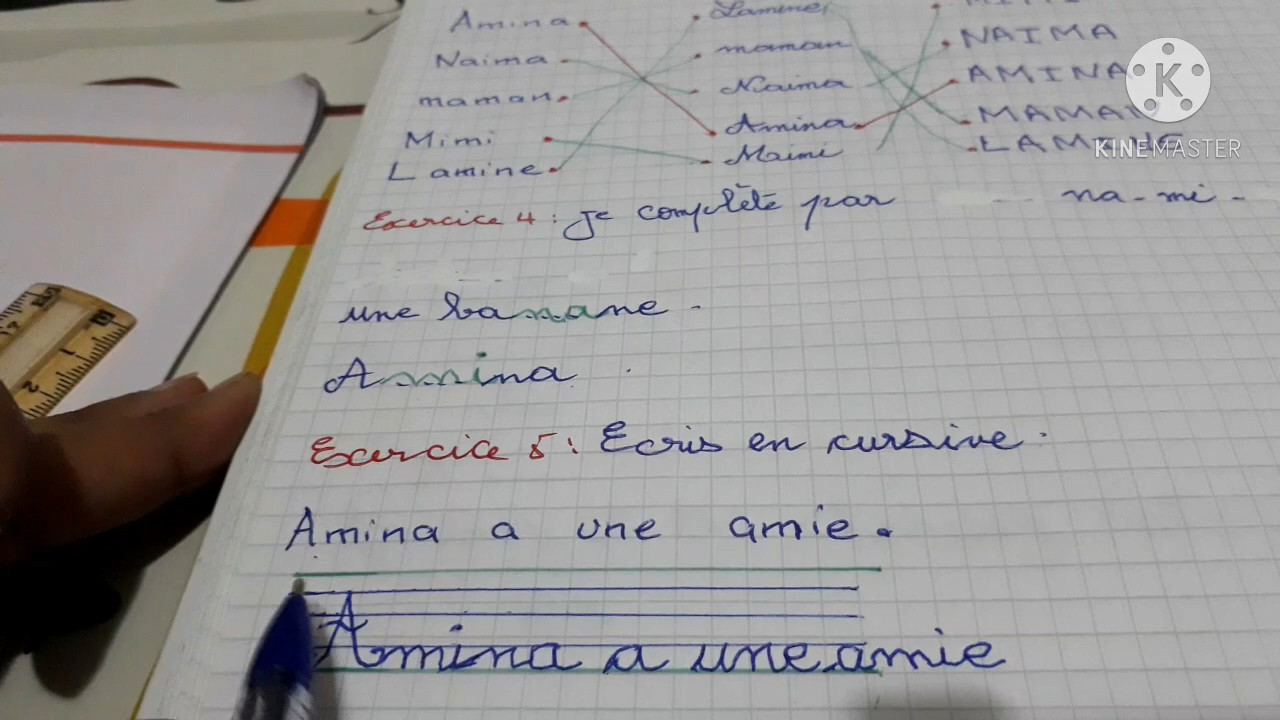 Amina Lamine
Naima maman NAIMA
maman Naima AMINA
Mimi Amina MAMAN
Lamine Mimi LAMINE
K
KINEMASTER
Exercice 4 : je complète par na - mi -
une banane.
Amina.
Exercice 5 : Ecris en cursive.
Amina a une amie.
Amina a une amie